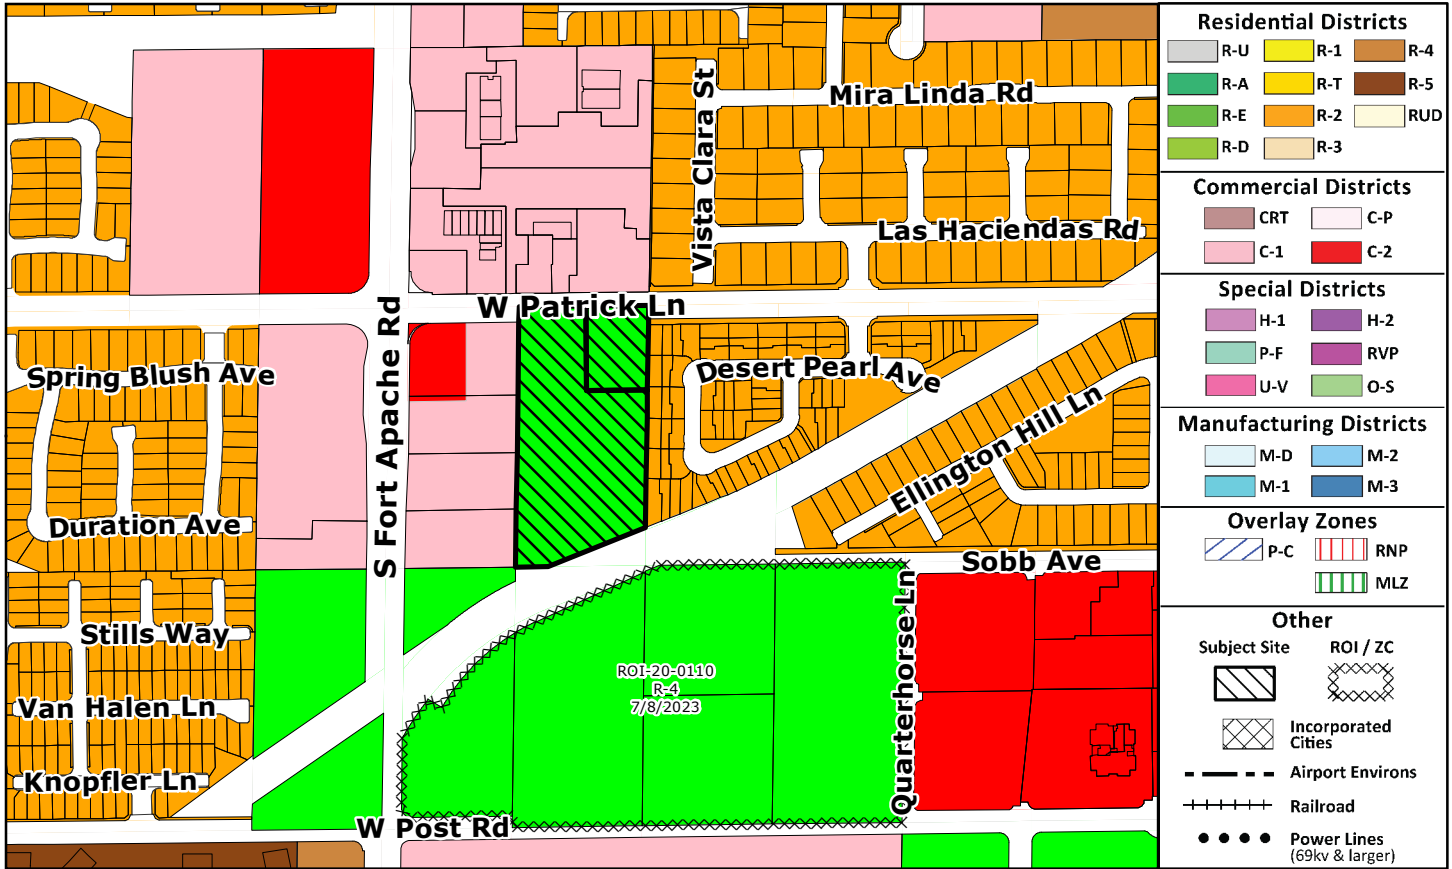 Mira Linda Rd
Vista Clara St
Las Haciendas Rd
W Patrick Ln
S Fort Apache Rd
Spring Blush Ave
Desert Pearl Ave
Ellington Hill Ln
Duration Ave
Sobb Ave
Quarterhorse Ln
Stills Way
ROI-20-0110
R-4
7/8/2023
Van Halen Ln
Knopfler Ln
W Post Rd
Residential Districts
R-U
R-1
R-4
R-A
R-T
R-5
R-E
R-2
RUD
R-D
R-3
Commercial Districts
CRT
C-P
C-1
C-2
Special Districts
H-1
H-2
P-F
RVP
U-V
O-S
Manufacturing Districts
M-D
M-2
M-1
M-3
Overlay Zones
P-C
RNP
MLZ
Other
Subject Site
ROI / ZC
Incorporated
Cities
Airport Environs
Railroad
Power Lines
(69kv & larger)